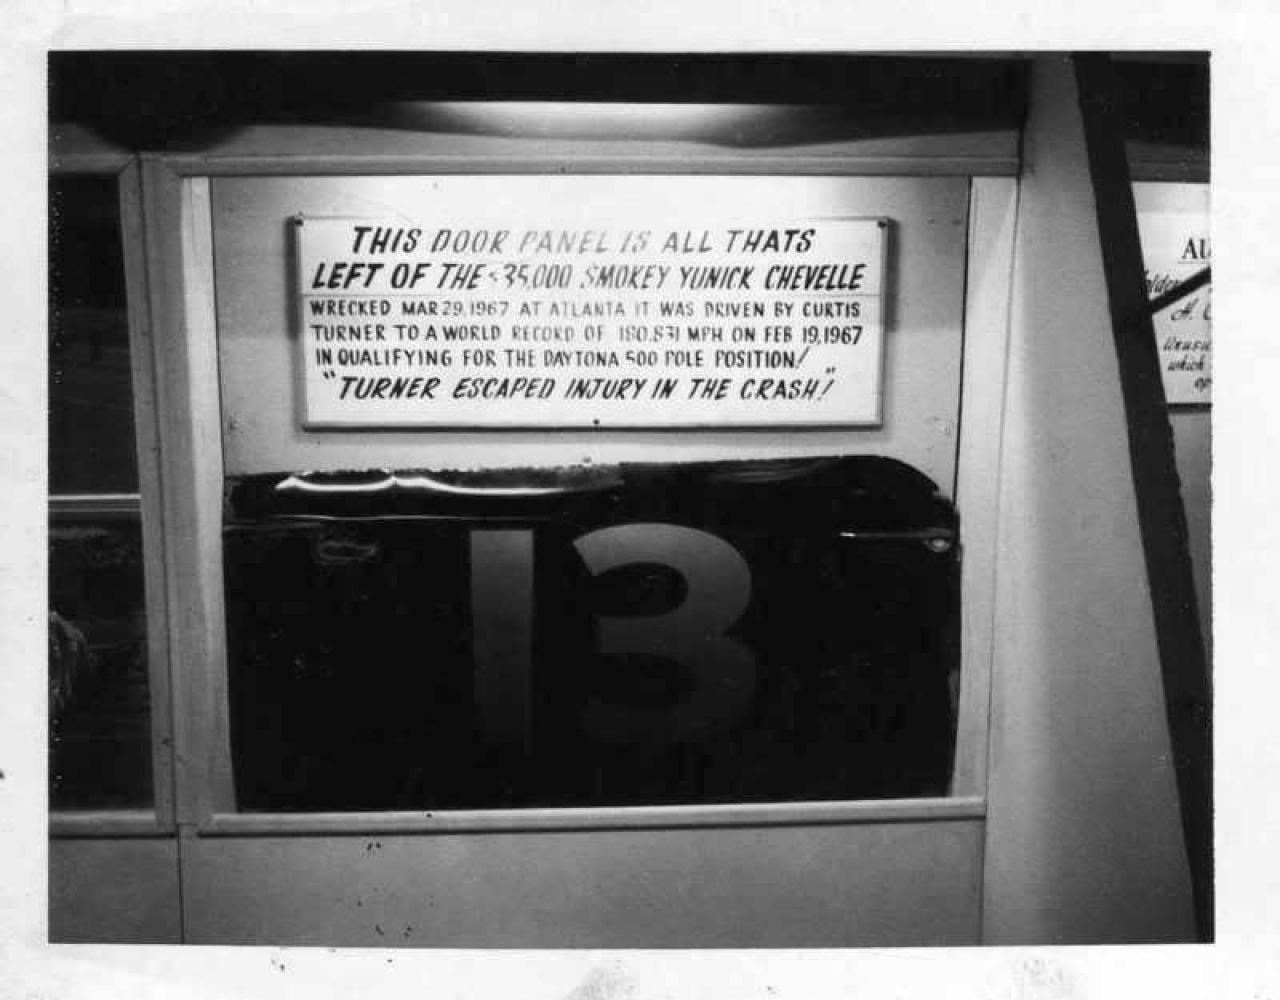 THIS DOOR PANEL IS ALL THATS
LEFT OF THE $35,000 SMOKEY YUNICK CHEVELLE
WRECKED MAR 29, 1967 AT ATLANTA IT WAS DRIVEN BY CURTIS
TURNER TO A WORLD RECORD OF 180.831 MPH ON FEB 19, 1967
IN QUALIFYING FOR THE DAYTONA 500 POLE POSITION!
"TURNER ESCAPED INJURY IN THE CRASH!"
13
which